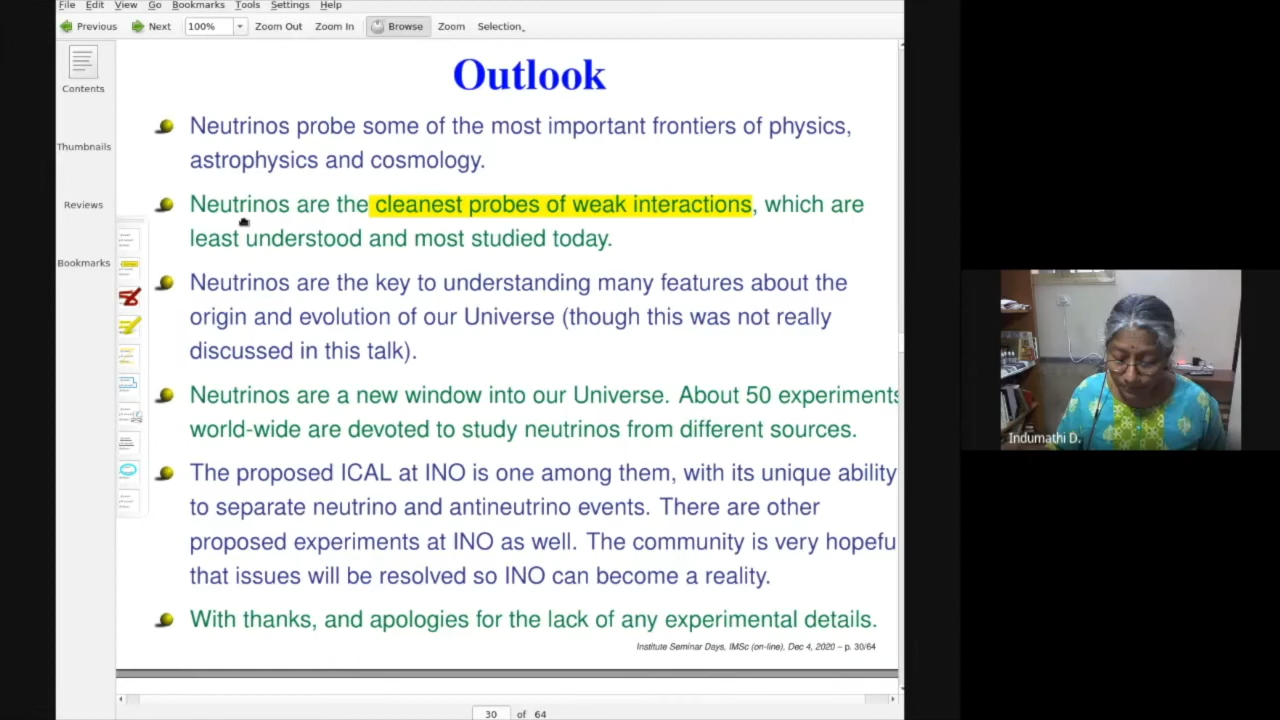 File Edit View Go Bookmarks Tools Settings Help
Previous Next 100% Zoom Out Zoom In Browse Zoom Selection
Contents
Thumbnails
Reviews
Bookmarks
Outlook
Neutrinos probe some of the most important frontiers of physics,
astrophysics and cosmology.
Neutrinos are the cleanest probes of weak interactions, which are
least understood and most studied today.
Neutrinos are the key to understanding many features about the
origin and evolution of our Universe (though this was not really
discussed in this talk).
Neutrinos are a new window into our Universe. About 50 experiments
world-wide are devoted to study neutrinos from different sources.
The proposed ICAL at INO is one among them, with its unique ability
to separate neutrino and antineutrino events. There are other
proposed experiments at INO as well. The community is very hopefu
that issues will be resolved so INO can become a reality.
With thanks, and apologies for the lack of any experimental details.
Institute Seminar Days, IMSc (on-line), Dec 4, 2020 – p. 30/64
30 of 64
Indumathi D.